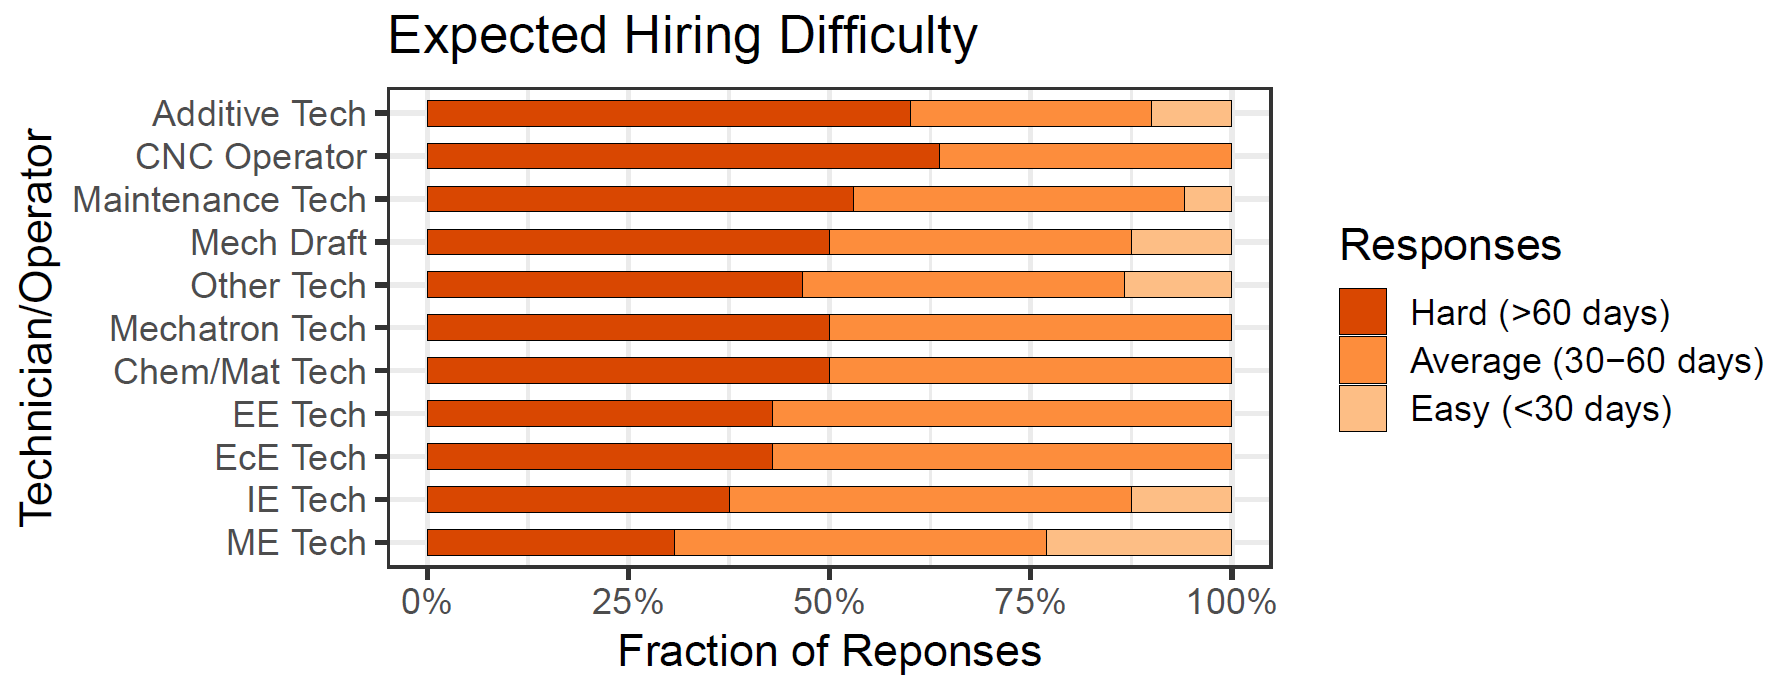 Expected Hiring Difficulty
Technician/Operator
Additive Tech
CNC Operator
Maintenance Tech
Mech Draft
Other Tech
Mechatron Tech
Chem/Mat Tech
EE Tech
EcE Tech
IE Tech
ME Tech
0% 25% 50% 75% 100%
Fraction of Reponses
Responses
Hard (>60 days)
Average (30−60 days)
Easy (<30 days)